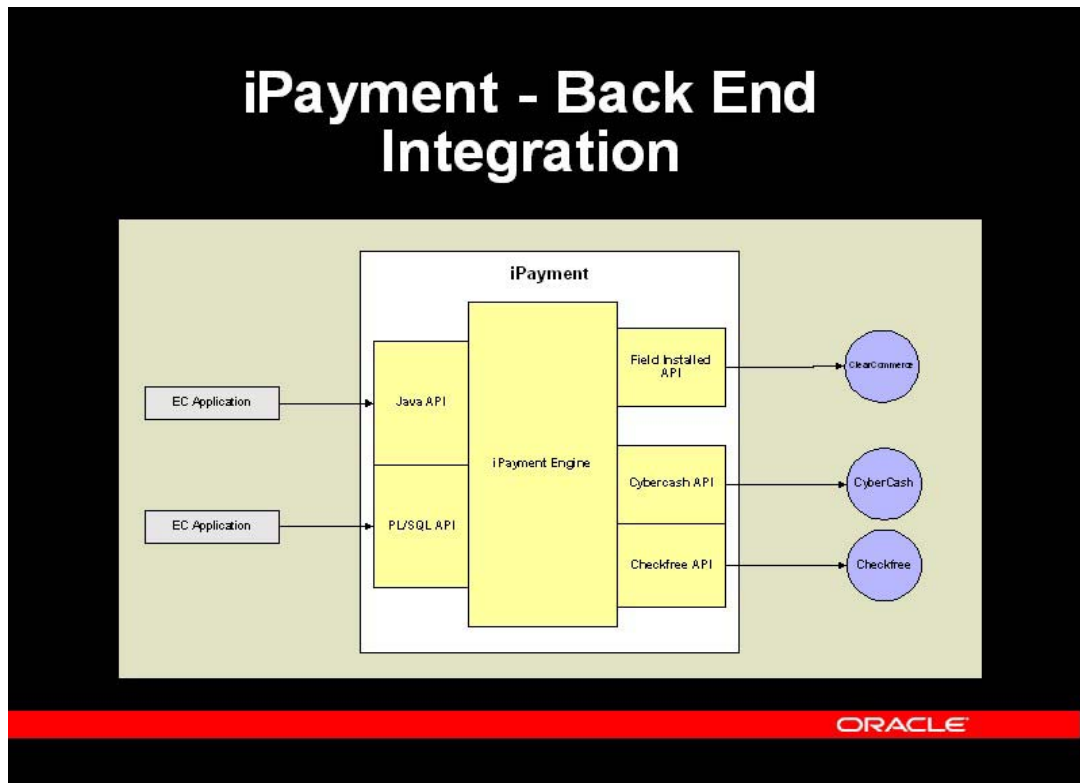 iPayment - Back End
Integration
iPayment
EC Application
EC Application
Java API
PL/SQL API
iPayment Engine
Field Installed
API
Cybercash API
Checkfree API
ClearCommerce
CyberCash
Checkfree
ORACLE